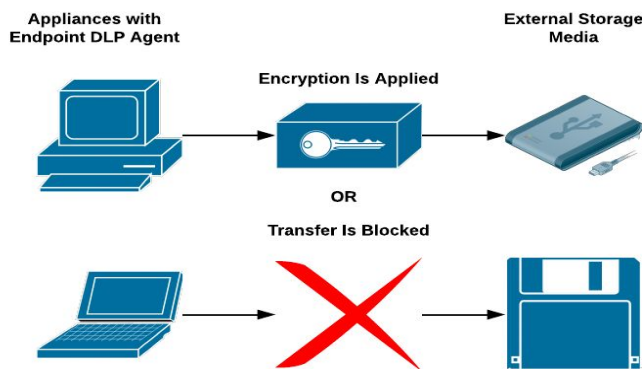 Appliances with
Endpoint DLP Agent
External Storage
Media
Encryption Is Applied
OR
Transfer Is Blocked